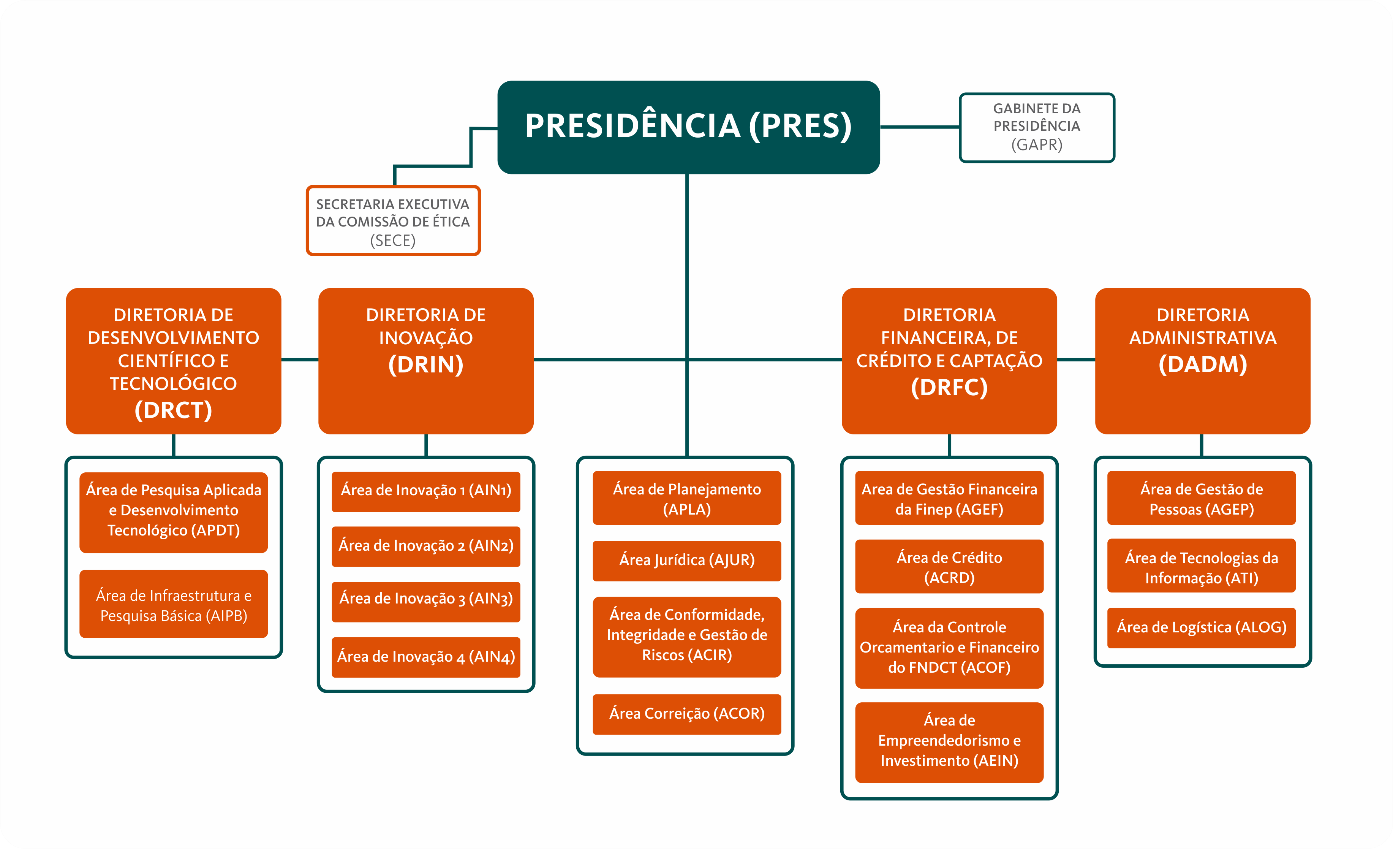 PRESIDÊNCIA (PRES)
GABINETE DA
PRESIDÊNCIA
(GAPR)
SECRETARIA EXECUTIVA
DA COMISSÃO DE ÉTICA
(SECE)
DIRETORIA DE
DESENVOLVIMENTO
CIENTÍFICO E
TECNOLÓGICO
(DRCT)
DIRETORIA DE
INOVAÇÃO
(DRIN)
DIRETORIA
FINANCEIRA, DE
CRÉDITO E CAPTAÇÃO
(DRFC)
DIRETORIA
ADMINISTRATIVA
(DADM)
Área de Pesquisa Aplicada
e Desenvolvimento
Tecnológico (APDT)
Área de Infraestrutura e
Pesquisa Básica (AIPB)
Área de Inovação 1 (AIN1)
Área de Inovação 2 (AIN2)
Área de Inovação 3 (AIN3)
Área de Inovação 4 (AIN4)
Área de Planejamento
(APLA)
Área Jurídica (AJUR)
Área de Conformidade,
Integridade e Gestão de
Riscos (ACIR)
Área Correição (ACOR)
Area de Gestão Financeira
da Finep (AGEF)
Área de Crédito
(ACRD)
Área da Controle
Orcamentario e Financeiro
do FNDCT (ACOF)
Área de
Empreendedorismo e
Investimento (AEIN)
Área de Gestão de
Pessoas (AGEP)
Área de Tecnologias da
Informação (ATI)
Área de Logística (ALOG)